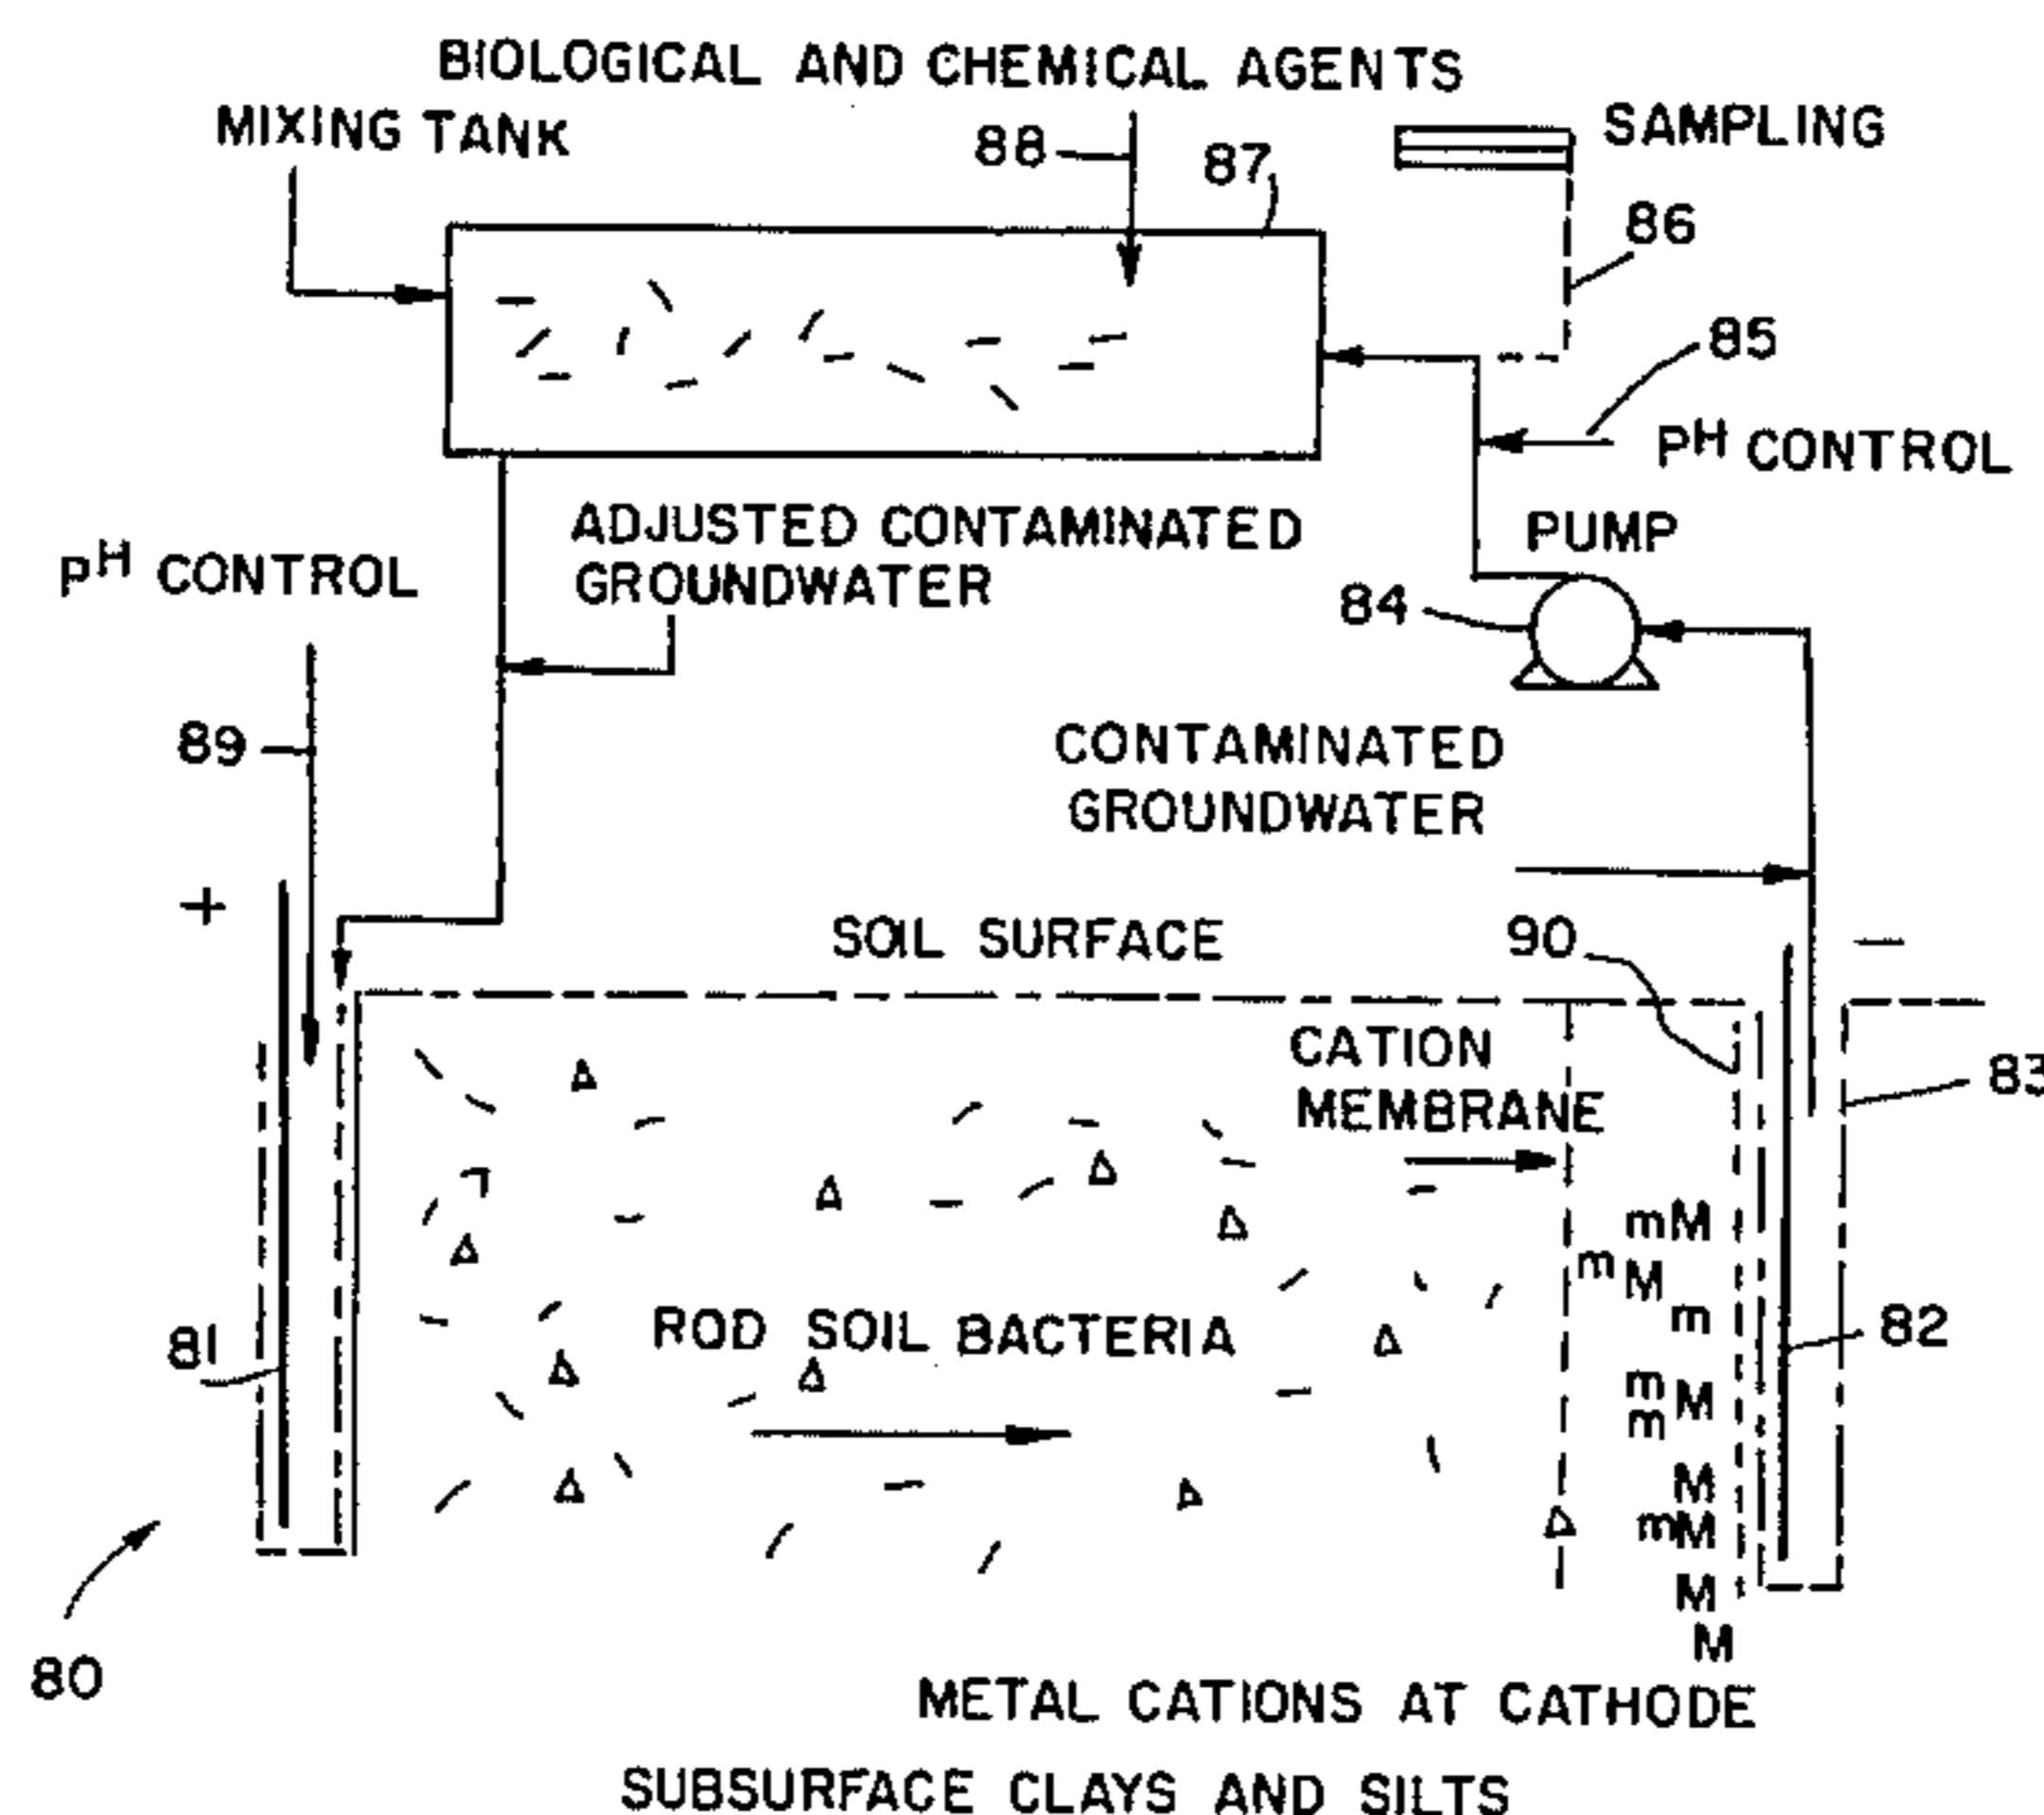 BIOLOGICAL AND CHEMICAL AGENTS
MIXING TANK
SAMPLING
88
87
86
85
PH CONTROL
ADJUSTED CONTAMINATED
GROUNDWATER
PUMP
PH CONTROL
84
89
CONTAMINATED
GROUNDWATER
+
SOIL SURFACE
90
−
CATION
MEMBRANE
83
mM
m M
m
ROD SOIL BACTERIA
82
81
m
M
m
M
mM
M
M
80
METAL CATIONS AT CATHODE
SUBSURFACE CLAYS AND SILTS